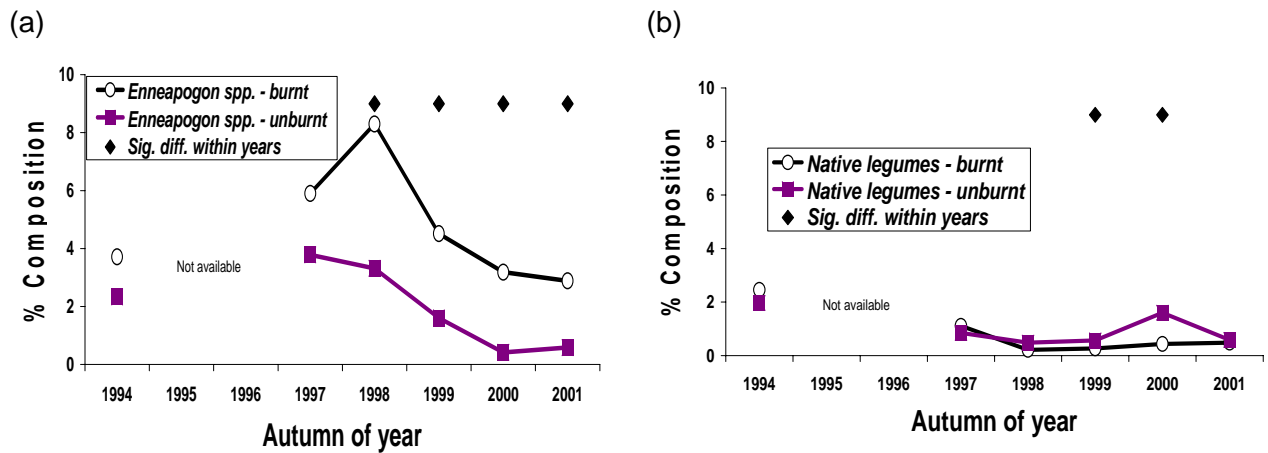 (a)
% Composition
10
8
6
4
2
0
Enneapogon spp. - burnt
Enneapogon spp. - unburnt
Sig. diff. within years
Not available
1994 1995 1996 1997 1998 1999 2000 2001
Autumn of year
(b)
% Composition
10
8
6
4
2
0
Native legumes - burnt
Native legumes - unburnt
Sig. diff. within years
Not available
1994 1995 1996 1997 1998 1999 2000 2001
Autumn of year